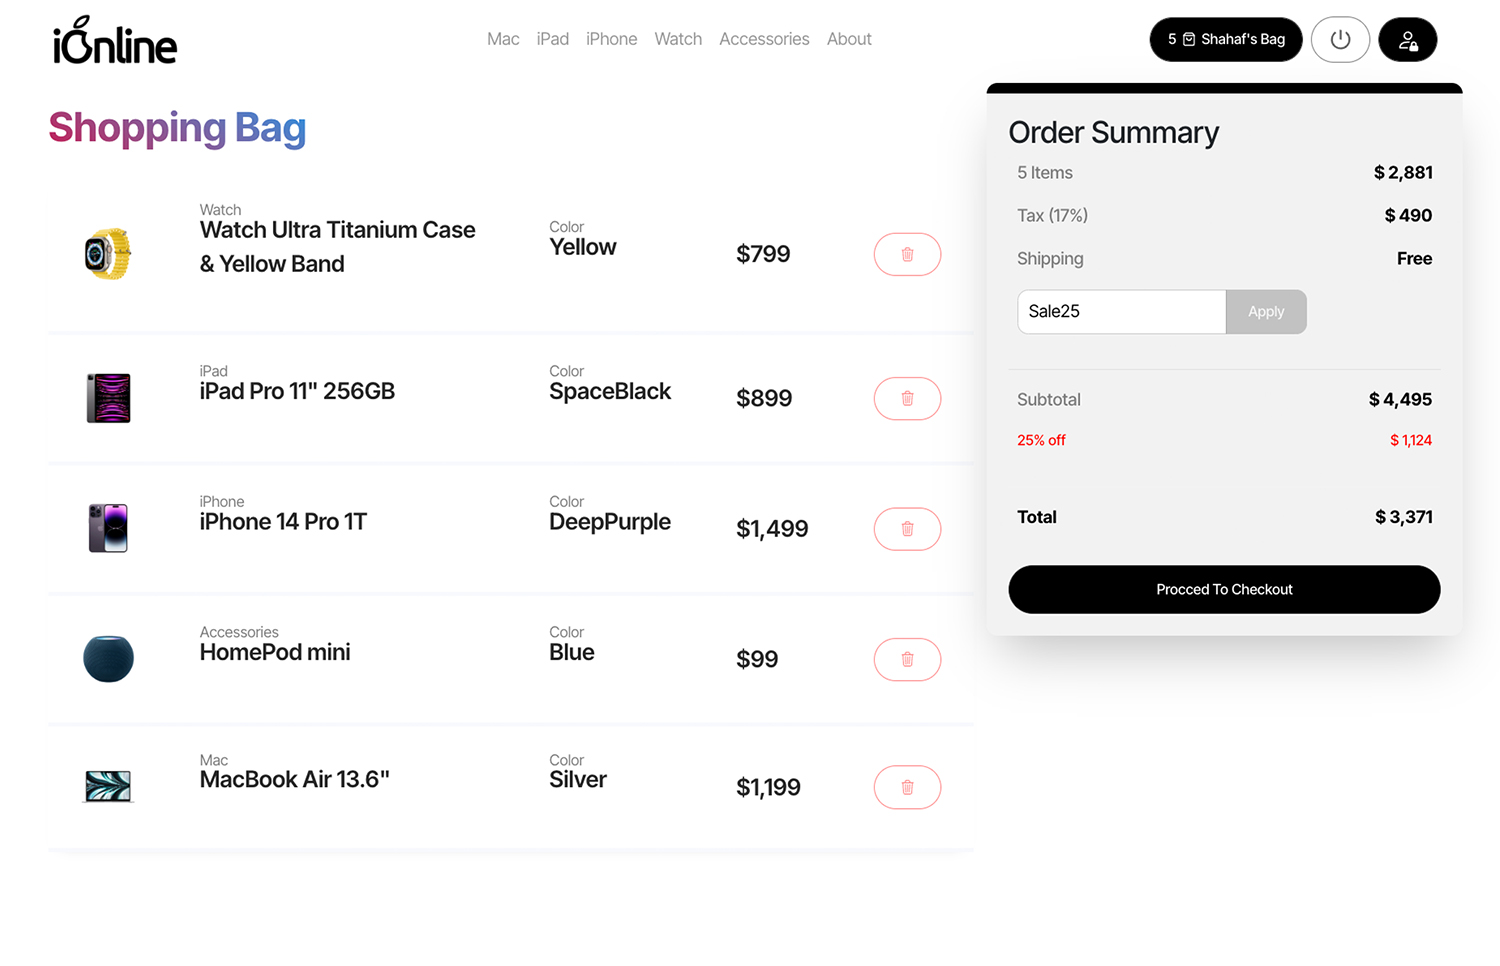 iOnline
Mac iPad iPhone Watch Accessories About
5 Shahaf's Bag
Shopping Bag
Watch
Watch Ultra Titanium Case
& Yellow Band
Color
Yellow
$799
iPad
iPad Pro 11" 256GB
Color
SpaceBlack
$899
iPhone
iPhone 14 Pro 1T
Color
DeepPurple
$1,499
Accessories
HomePod mini
Color
Blue
$99
Mac
MacBook Air 13.6"
Color
Silver
$1,199
Order Summary
5 Items $ 2,881
Tax (17%) $ 490
Shipping Free
Sale25 Apply
Subtotal $ 4,495
25% off $ 1,124
Total $ 3,371
Procced To Checkout